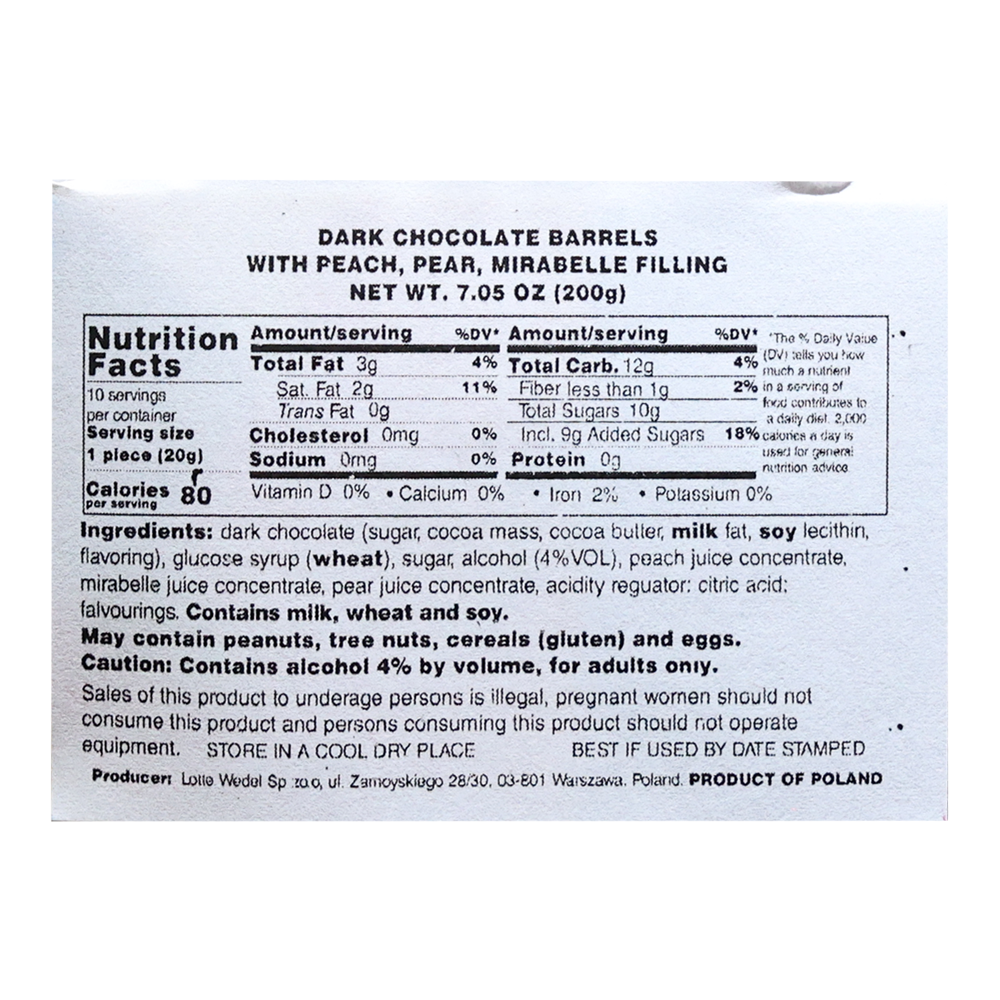 DARK CHOCOLATE BARRELS
WITH PEACH, PEAR, MIRABELLE FILLING
NET WT. 7.05 OZ (200g)
Nutrition
Facts
10 servings
per container
Serving size
1 piece (20g)
Calories 80
per serving
Amount/serving %DV*
Total Fat 3g 4%
Sat. Fat 2g 11%
Trans Fat 0g
Cholesterol 0mg 0%
Sodium 0mg 0%
Amount/serving %DV*
Total Carb. 12g 4%
Fiber less than 1g 2%
Total Sugars 10g
Incl. 9g Added Sugars 18%
Protein 0g
Vitamin D 0% • Calcium 0% • Iron 2% • Potassium 0%
*The % Daily Value
(DV) tells you how
much a nutrient
in a serving of
food contributes to
a daily diet. 2,000
calories a day is
used for general
nutrition advice.
Ingredients: dark chocolate (sugar, cocoa mass, cocoa butter, milk fat, soy lecithin,
flavoring), glucose syrup (wheat), sugar, alcohol (4%VOL), peach juice concentrate,
mirabelle juice concentrate, pear juice concentrate, acidity reguator: citric acid;
falvourings. Contains milk, wheat and soy.
May contain peanuts, tree nuts, cereals (gluten) and eggs.
Caution: Contains alcohol 4% by volume, for adults only.
Sales of this product to underage persons is illegal, pregnant women should not
consume this product and persons consuming this product should not operate
equipment. STORE IN A COOL DRY PLACE BEST IF USED BY DATE STAMPED
Producer: Lotte Wedel Sp zo.o, ul. Zamoyskiego 28/30, 03-801 Warszawa. Poland. PRODUCT OF POLAND